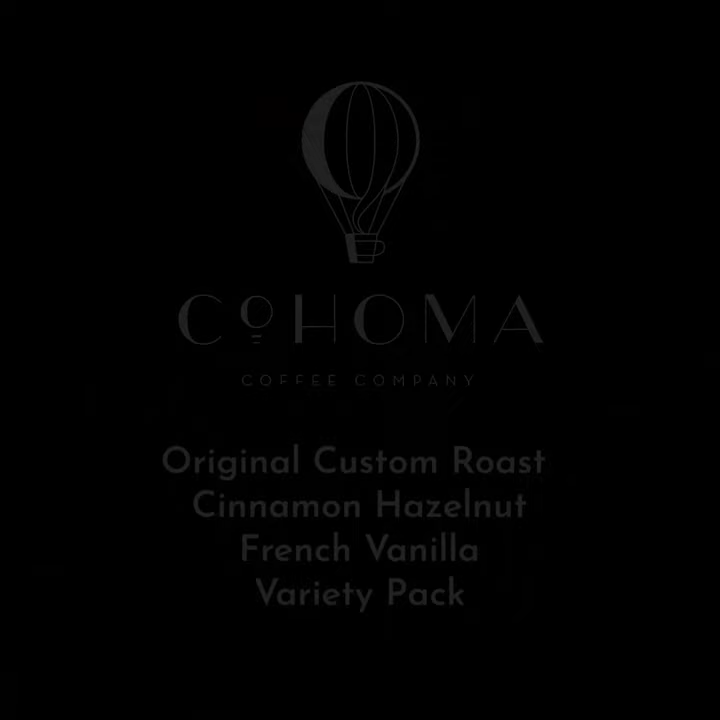 COHOMA
COFFEE COMPANY
Original Custom Roast
Cinnamon Hazelnut
French Vanilla
Variety Pack